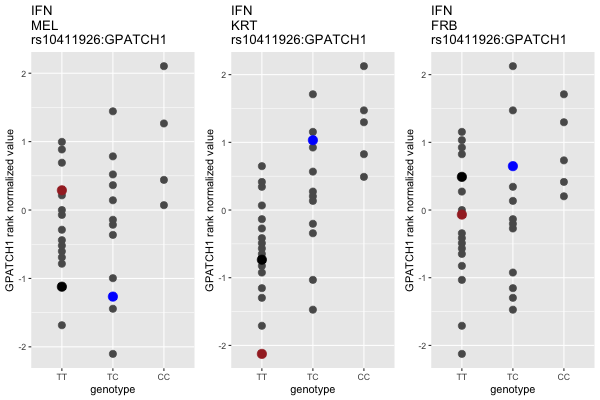 IFN
MEL
rs10411926:GPATCH1
GPATCH1 rank normalized value
2
1
0
-1
-2
TT
TC
CC
genotype
IFN
KRT
rs10411926:GPATCH1
GPATCH1 rank normalized value
2
1
0
-1
-2
TT
TC
CC
genotype
IFN
FRB
rs10411926:GPATCH1
GPATCH1 rank normalized value
2
1
0
-1
-2
TT
TC
CC
genotype